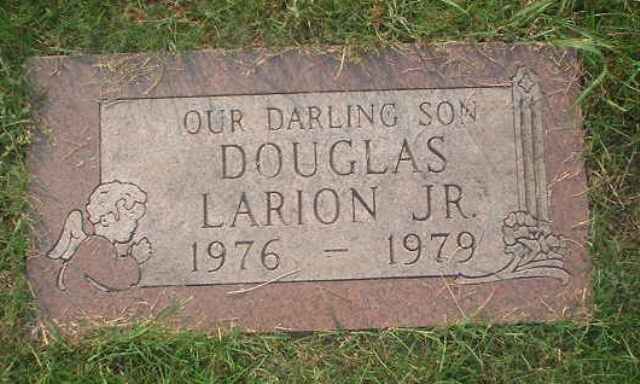 OUR DARLING SON
DOUGLAS
LARION JR.
1976 – 1979